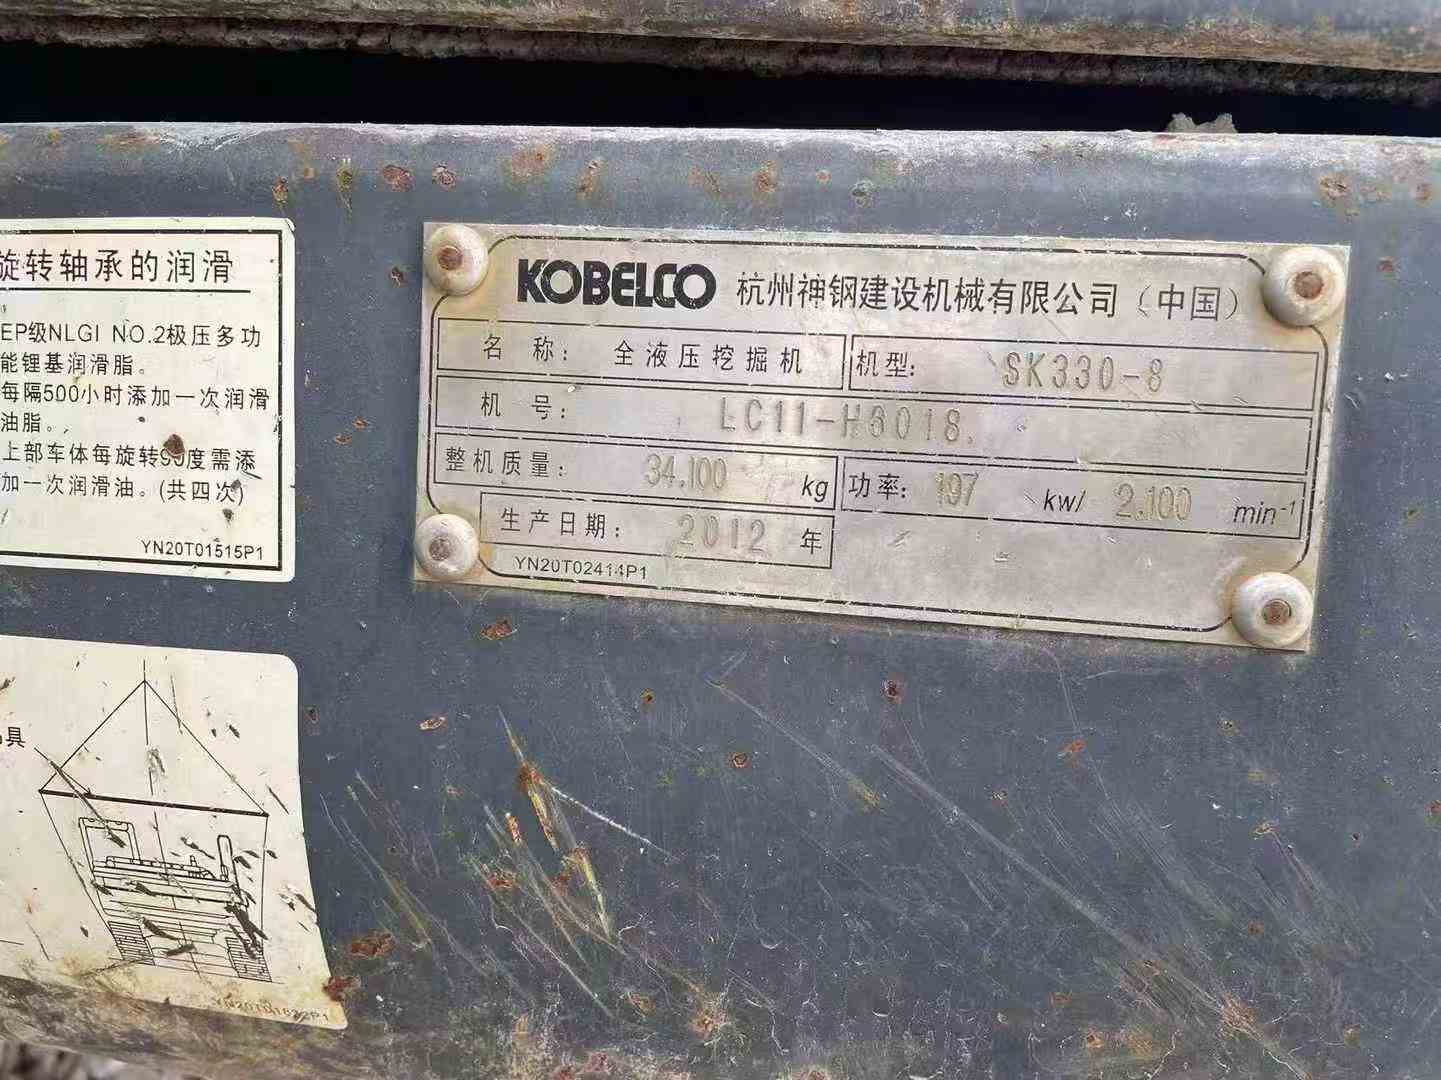 旋转轴承的润滑
EP级NLGI NO.2极压多功
能锂基润滑脂。
每隔500小时添加一次润滑
油脂。
上部车体每旋转90度需添
加一次润滑油。(共四次)
YN20T01515P1
KOBELCO 杭州神钢建设机械有限公司（中国）
名称： 全液压挖掘机 机型： SK330-8
机号： LC11-H6018.
整机质量： 34,100 kg 功率： 197 kw/ 2,100 min-1
生产日期： 2012 年
YN20T02414P1
具